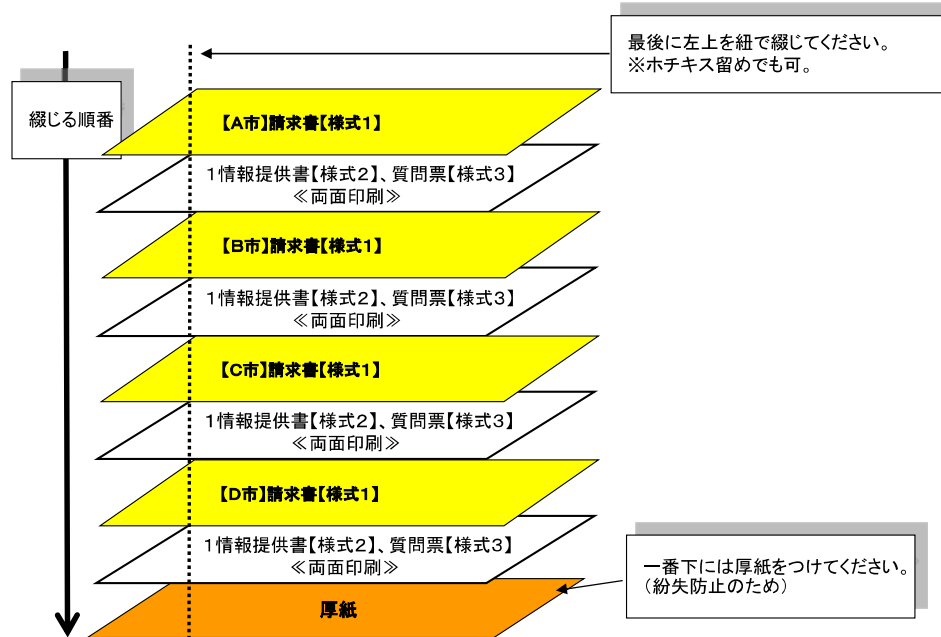 最後に左上を紐で綴じてください。
※ホチキス留めでも可。
綴じる順番
【A市】請求書【様式1】
1情報提供書【様式2】、質問票【様式3】
≪両面印刷≫
【B市】請求書【様式1】
1情報提供書【様式2】、質問票【様式3】
≪両面印刷≫
【C市】請求書【様式1】
1情報提供書【様式2】、質問票【様式3】
≪両面印刷≫
【D市】請求書【様式1】
1情報提供書【様式2】、質問票【様式3】
≪両面印刷≫
一番下には厚紙をつけてください。
(紛失防止のため)
厚紙